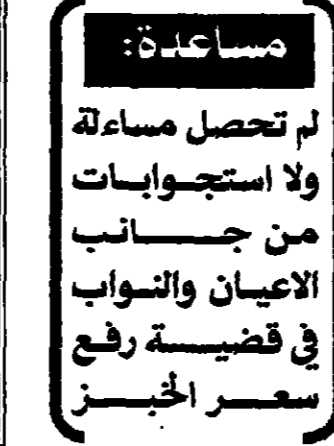 مساعدة:
لم تحصل مساءلة
ولا استجوابات
من جانب
الاعيان والنواب
في قضية رفع
سعر الخبز